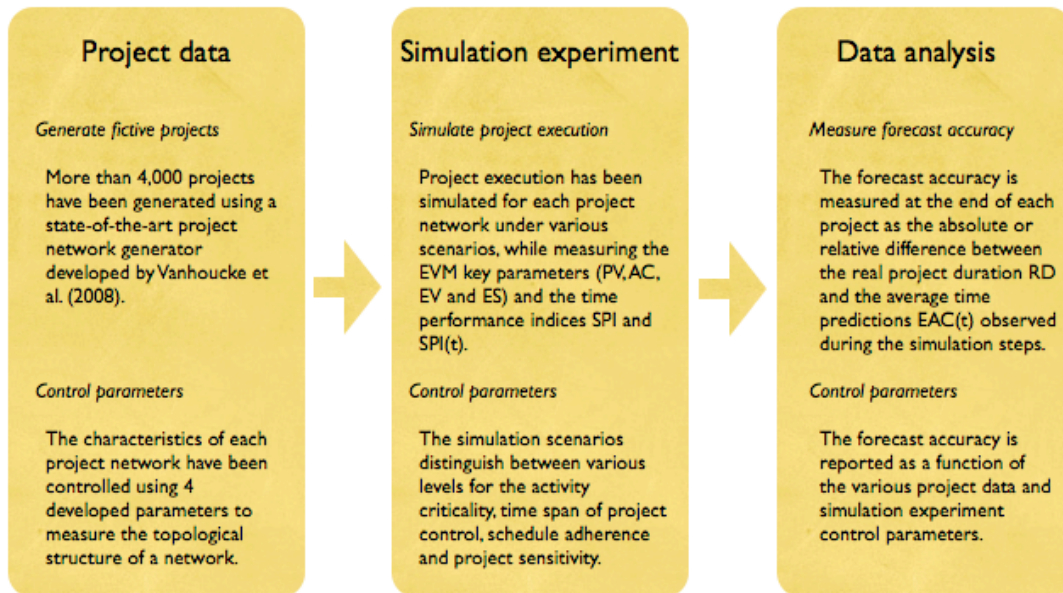 Project data
Generate fictive projects
More than 4,000 projects
have been generated using a
state-of-the-art project
network generator
developed by Vanhoucke et
al. (2008).
Control parameters
The characteristics of each
project network have been
controlled using 4
developed parameters to
measure the topological
structure of a network.
Simulation experiment
Simulate project execution
Project execution has been
simulated for each project
network under various
scenarios, while measuring the
EVM key parameters (PV, AC,
EV and ES) and the time
performance indices SPI and
SPI(t).
Control parameters
The simulation scenarios
distinguish between various
levels for the activity
criticality, time span of project
control, schedule adherence
and project sensitivity.
Data analysis
Measure forecast accuracy
The forecast accuracy is
measured at the end of each
project as the absolute or
relative difference between
the real project duration RD
and the average time
predictions EAC(t) observed
during the simulation steps.
Control parameters
The forecast accuracy is
reported as a function of
the various project data and
simulation experiment
control parameters.